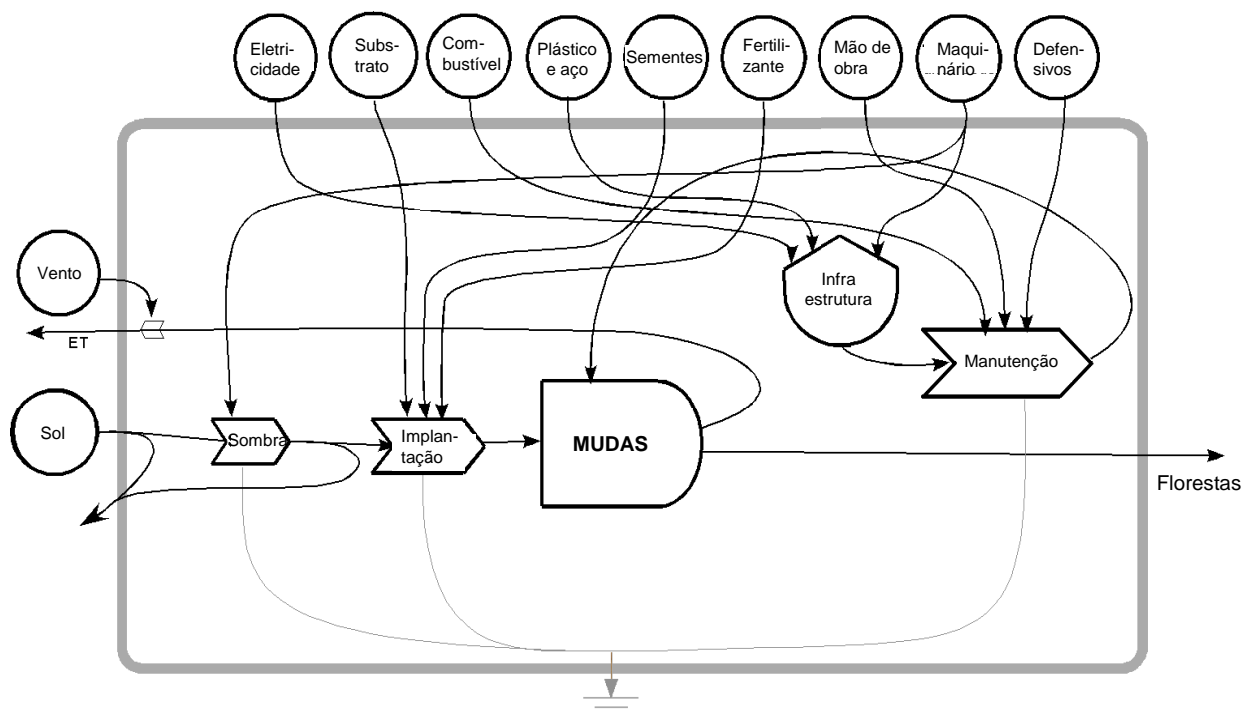 Eletri-
cidade
Subs-
trato
Com-
bustível
Plástico
e aço
Sementes
Fertili-
zante
Mão de
obra
Maqui-
nário
Defen-
sivos
Vento
Infra
estrutura
ET
Manutenção
Sol
Sombra
Implan-
tação
MUDAS
Florestas